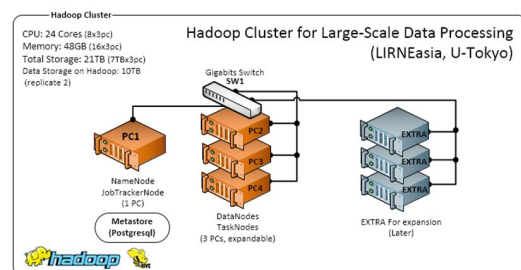 Hadoop Cluster
CPU: 24 Cores (8x3pc)
Memory: 48GB (16x3pc)
Total Storage: 21TB (7TBx3pc)
Data Storage on Hadoop: 10TB
(replicate 2)
Hadoop Cluster for Large-Scale Data Processing
(LIRNEasia, U-Tokyo)
Gigabits Switch
SW1
PC1
PC2
PC3
PC4
EXTRA
EXTRA
EXTRA
NameNode
JobTrackerNode
(1 PC)
Metastore
(Postgresql)
DataNodes
TaskNodes
(3 PCs, expandable)
EXTRA For expansion
(Later)
hadoop
HIVE